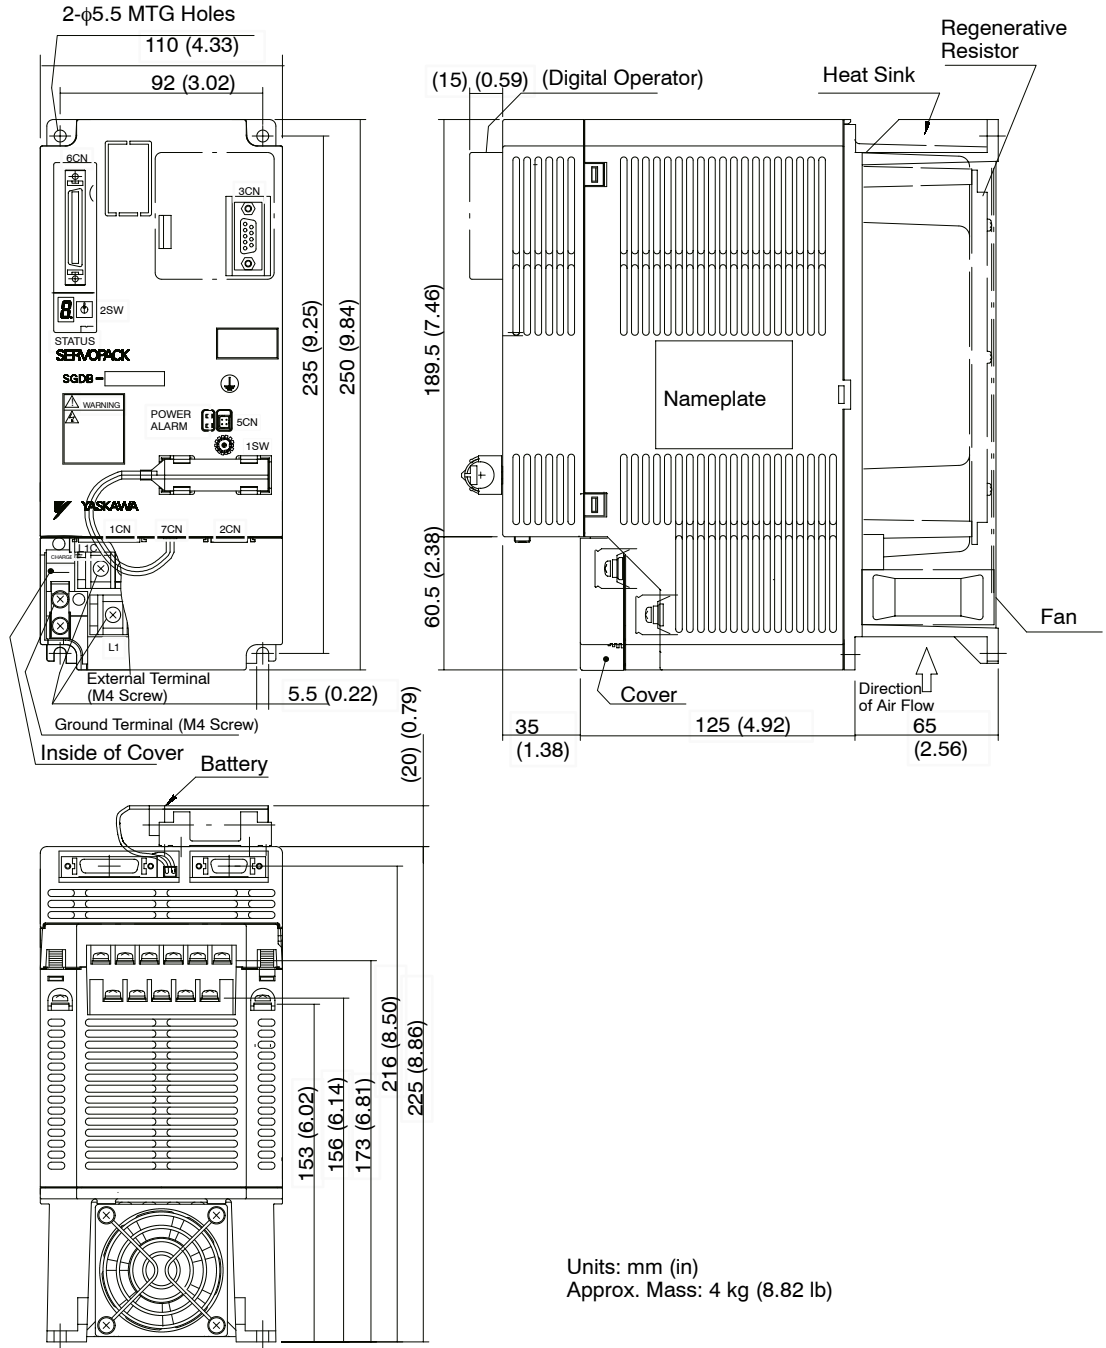 2-ϕ5.5 MTG Holes
110 (4.33)
92 (3.02)
(15) (0.59)
(Digital Operator)
Heat Sink
Regenerative
Resistor
6CN
3CN
8.
2SW
STATUS
SERVOPACK
SGDB –
WARNING
POWER
ALARM
5CN
1SW
YASKAWA
1CN
7CN
2CN
CHARGE
L1
235 (9.25)
250 (9.84)
189.5 (7.46)
60.5 (2.38)
Nameplate
External Terminal
(M4 Screw)
5.5 (0.22)
Ground Terminal (M4 Screw)
Inside of Cover
Cover
Fan
Direction
of Air Flow
35
(1.38)
125 (4.92)
65
(2.56)
Battery
(20) (0.79)
153 (6.02)
156 (6.14)
173 (6.81)
216 (8.50)
225 (8.86)
Units: mm (in)
Approx. Mass: 4 kg (8.82 lb)